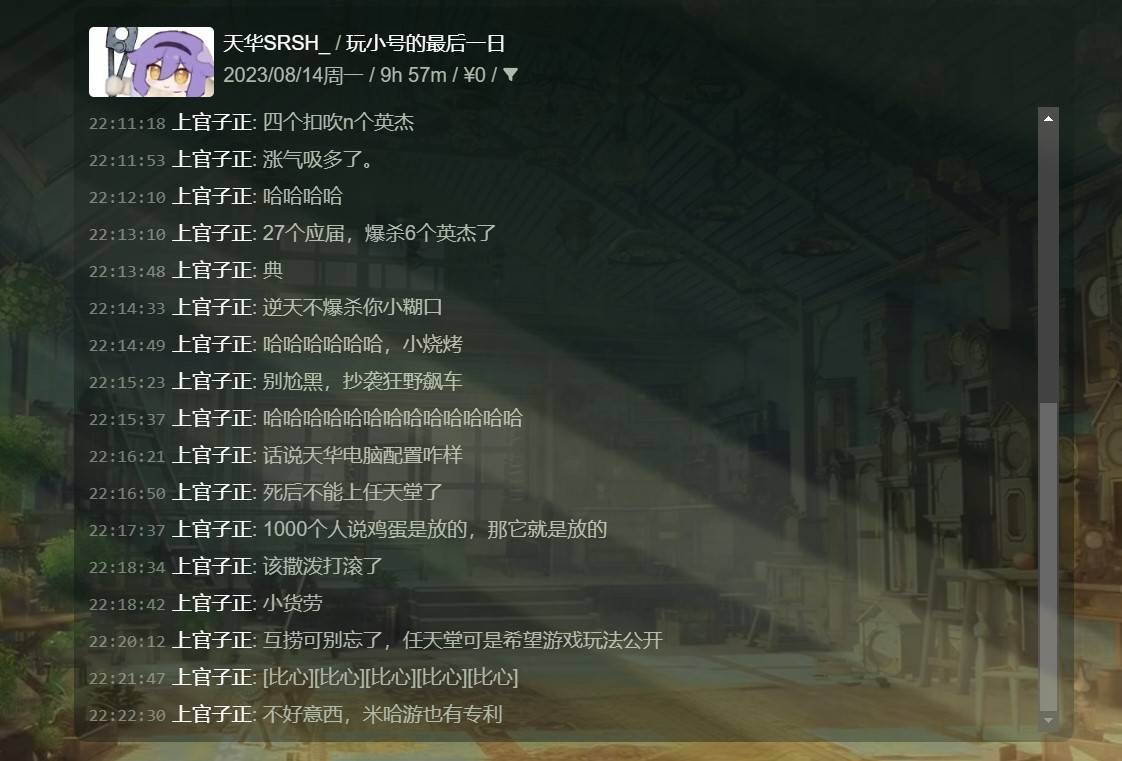 天华SRSH_ / 玩小号的最后一日
2023/08/14周一 / 9h 57m / ¥0 / ▼
22:11:18 上官子正: 四个扣吹n个英杰
22:11:53 上官子正: 涨气吸多了。
22:12:10 上官子正: 哈哈哈哈
22:13:10 上官子正: 27个应届，爆杀6个英杰了
22:13:48 上官子正: 典
22:14:33 上官子正: 逆天不爆杀你小糊口
22:14:49 上官子正: 哈哈哈哈哈哈，小烧烤
22:15:23 上官子正: 别尬黑，抄袭狂野飙车
22:15:37 上官子正: 哈哈哈哈哈哈哈哈哈哈哈哈哈
22:16:21 上官子正: 话说天华电脑配置咋样
22:16:50 上官子正: 死后不能上任天堂了
22:17:37 上官子正: 1000个人说鸡蛋是放的，那它就是放的
22:18:34 上官子正: 该撒泼打滚了
22:18:42 上官子正: 小货劳
22:20:12 上官子正: 互捞可别忘了，任天堂可是希望游戏玩法公开
22:21:47 上官子正: [比心][比心][比心][比心][比心]
22:22:30 上官子正: 不好意西，米哈游也有专利